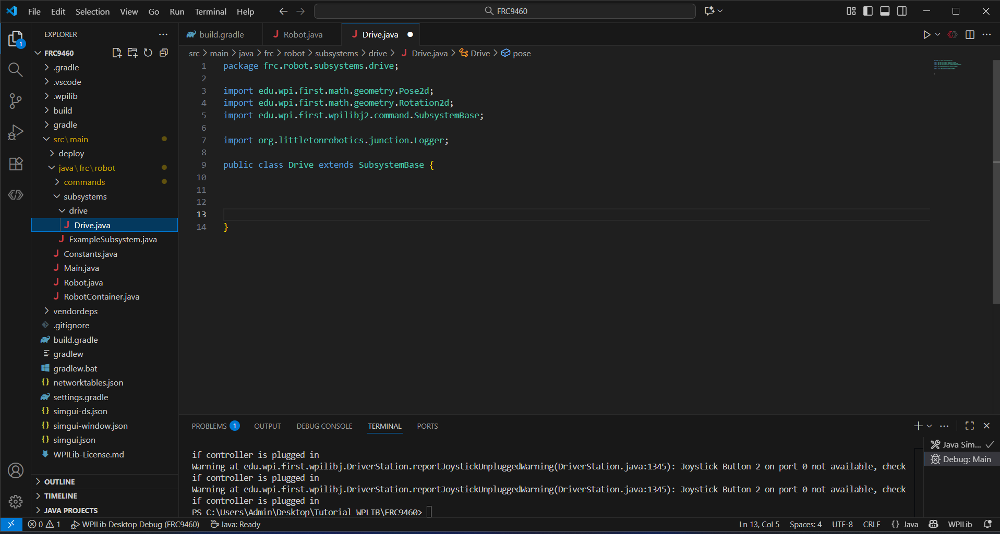 File Edit Selection View Go Run Terminal Help
FRC9460
EXPLORER
1
FRC9460
.gradle
.vscode
.wpilib
build
gradle
src\main
deploy
java\frc\robot
commands
subsystems
drive
Drive.java
ExampleSubsystem.java
Constants.java
Main.java
Robot.java
RobotContainer.java
vendordeps
.gitignore
build.gradle
gradlew
gradlew.bat
networktables.json
settings.gradle
simgui-ds.json
simgui-window.json
simgui.json
WPILib-License.md
OUTLINE
TIMELINE
JAVA PROJECTS
build.gradle Robot.java Drive.java
src > main > java > frc > robot > subsystems > drive > Drive.java > Drive > pose
1 package frc.robot.subsystems.drive;
2
3 import edu.wpi.first.math.geometry.Pose2d;
4 import edu.wpi.first.math.geometry.Rotation2d;
5 import edu.wpi.first.wpilibj2.command.SubsystemBase;
6
7 import org.littletonrobotics.junction.Logger;
8
9 public class Drive extends SubsystemBase {
10
11
12
13
14 }
PROBLEMS 1 OUTPUT DEBUG CONSOLE TERMINAL PORTS
if controller is plugged in
Warning at edu.wpi.first.wpilibj.DriverStation.reportJoystickUnpluggedWarning(DriverStation.java:1345): Joystick Button 2 on port 0 not available, check
if controller is plugged in
Warning at edu.wpi.first.wpilibj.DriverStation.reportJoystickUnpluggedWarning(DriverStation.java:1345): Joystick Button 2 on port 0 not available, check
if controller is plugged in
PS C:\Users\Admin\Desktop\Tutorial WPLIB\FRC9460>
Java Sim...
Debug: Main
0 1 WPILib Desktop Debug (FRC9460) Java: Ready Ln 13, Col 5 Spaces: 4 UTF-8 CRLF {} Java WPILib